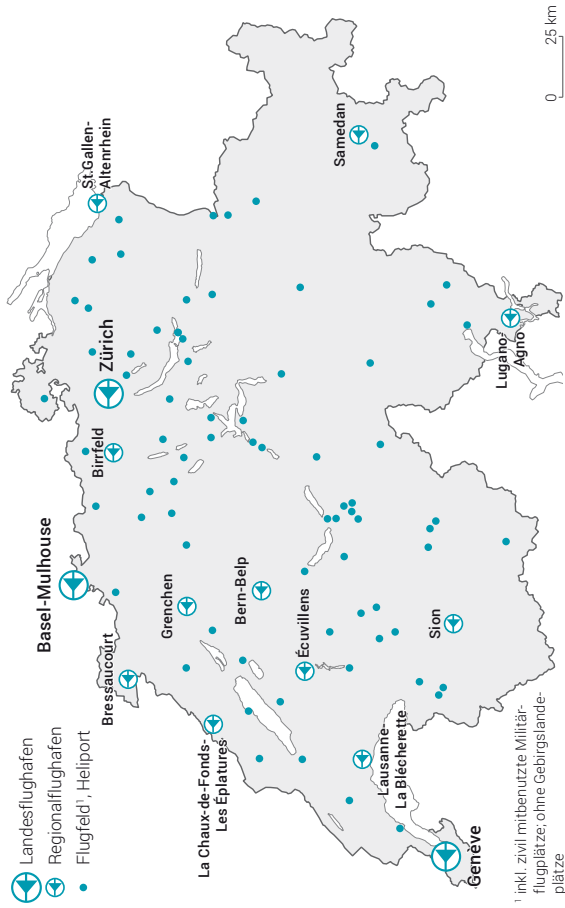 Landesflughafen
Regionalflughafen
Flugfeld¹, Heliport
Basel-Mulhouse
Zürich
Birrfeld
St.Gallen-
Altenrhein
Bressaucourt
Grenchen
Bern-Belp
Écuvillens
La Chaux-de-Fonds-
Les Éplatures
Samedan
Sion
Lausanne-
La Blécherette
Lugano-
Agno
Genève
0
25 km
¹ inkl. zivil mitbenutzte Militär-
flugplätze; ohne Gebirgslande-
plätze